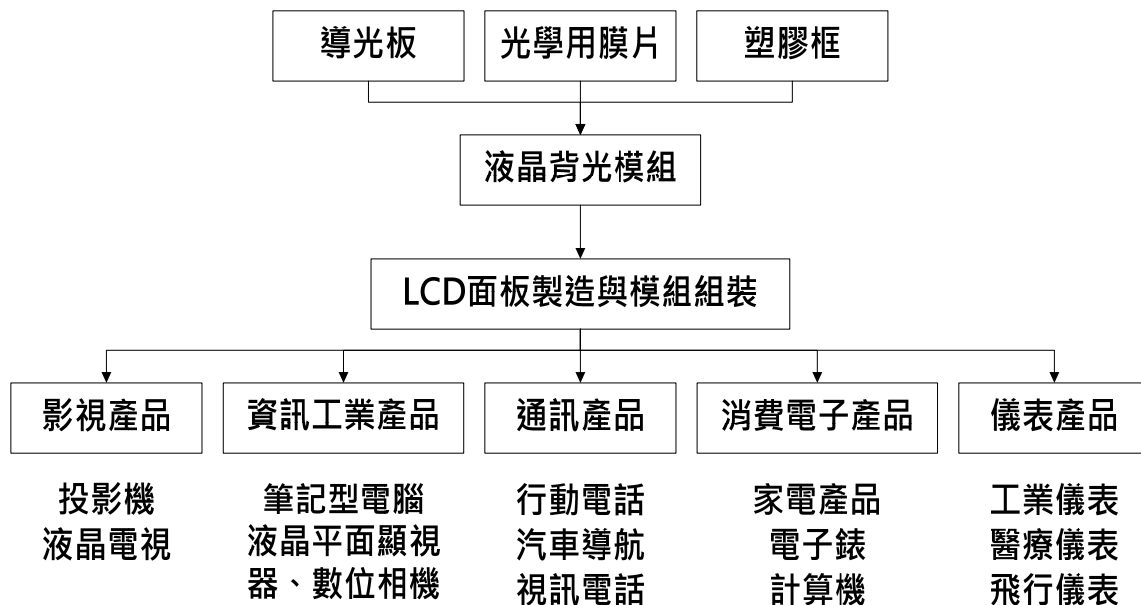 導光板
光學用膜片
塑膠框
液晶背光模組
LCD面板製造與模組組裝
影視產品
資訊工業產品
通訊產品
消費電子產品
儀表產品
投影機
液晶電視
筆記型電腦
液晶平面顯視
器、數位相機
行動電話
汽車導航
視訊電話
家電產品
電子錶
計算機
工業儀表
醫療儀表
飛行儀表